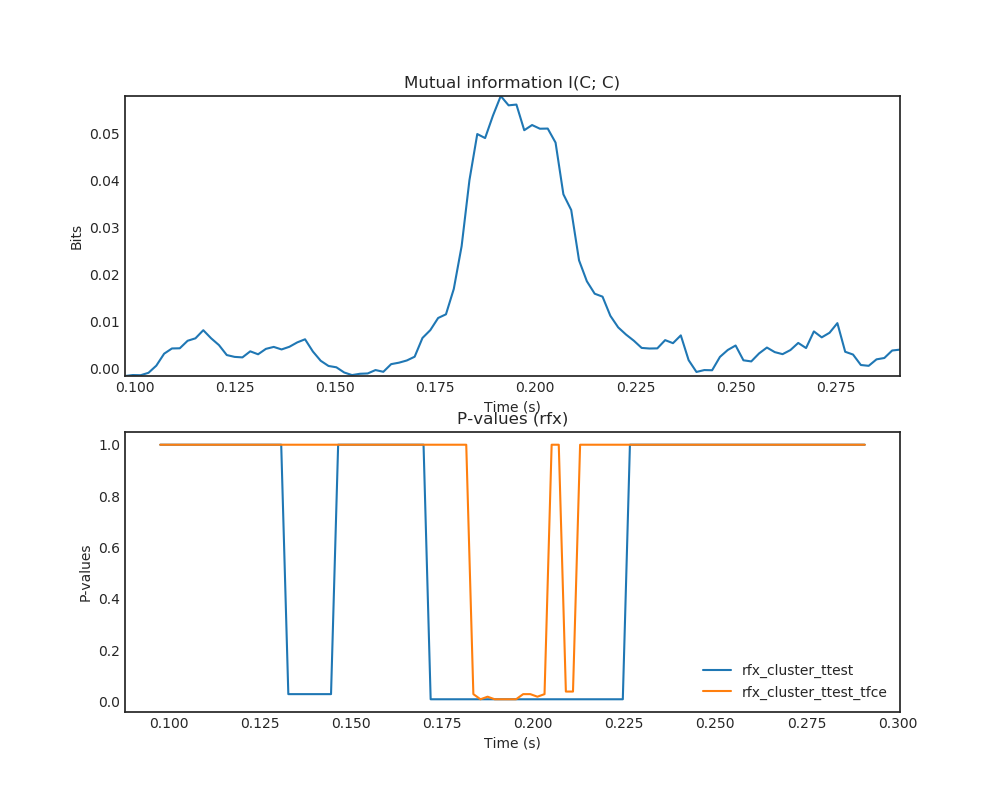 Mutual information I(C; C)
0.05
0.04
0.03
0.02
0.01
0.00
Bits
0.100 0.125 0.150 0.175 0.200 0.225 0.250 0.275
Time (s)
P-values (rfx)
1.0
0.8
0.6
0.4
0.2
0.0
P-values
rfx_cluster_ttest
rfx_cluster_ttest_tfce
0.100 0.125 0.150 0.175 0.200 0.225 0.250 0.275 0.300
Time (s)